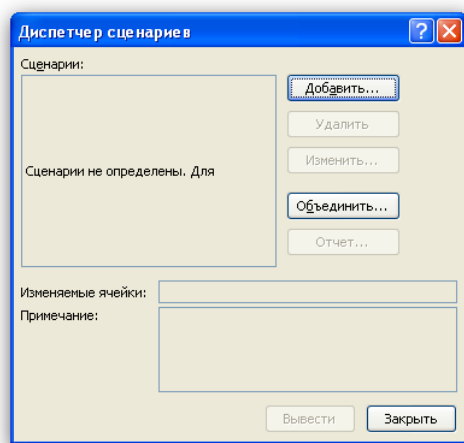 Диспетчер сценариев
Сценарии:
Добавить...
Удалить
Изменить...
Сценарии не определены. Для
Объединить...
Отчет...
Изменяемые ячейки:
Примечание:
Вывести
Закрыть